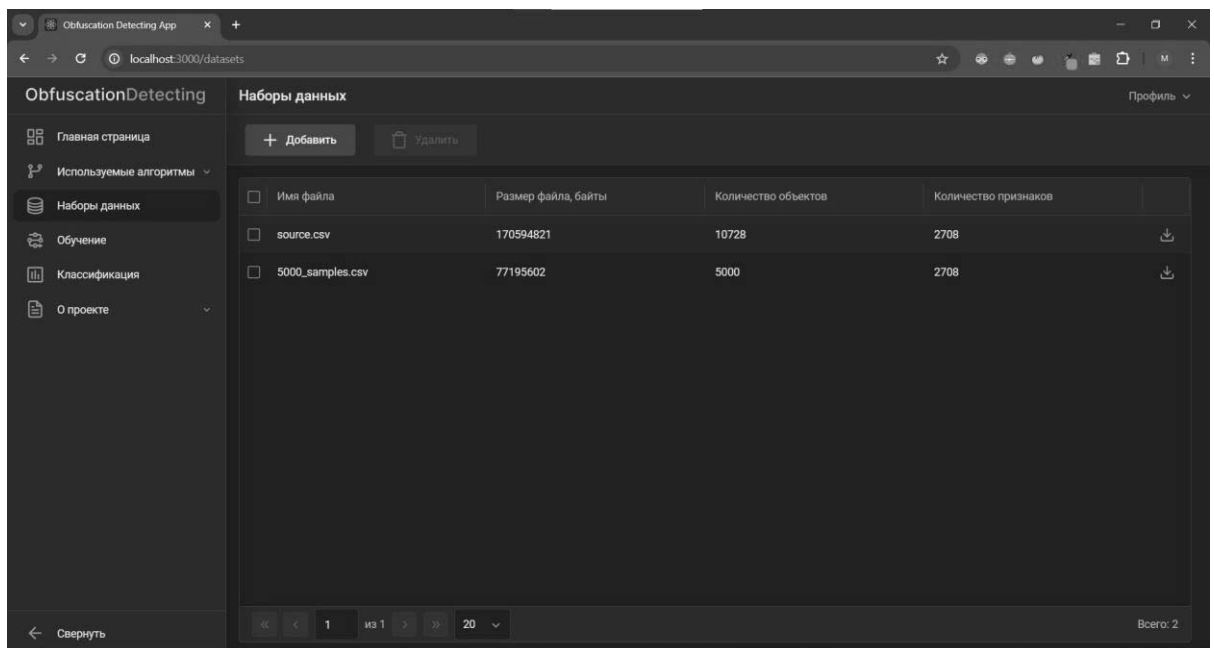 Obfuscation Detecting App
localhost:3000/datasets
M
ObfuscationDetecting
Наборы данных
Профиль
Главная страница
Используемые алгоритмы
Наборы данных
Обучение
Классификация
О проекте
Свернуть
Добавить
Удалить
Имя файла Размер файла, байты Количество объектов Количество признаков
source.csv 170594821 10728 2708
5000_samples.csv 77195602 5000 2708
1 из 1 20
Всего: 2